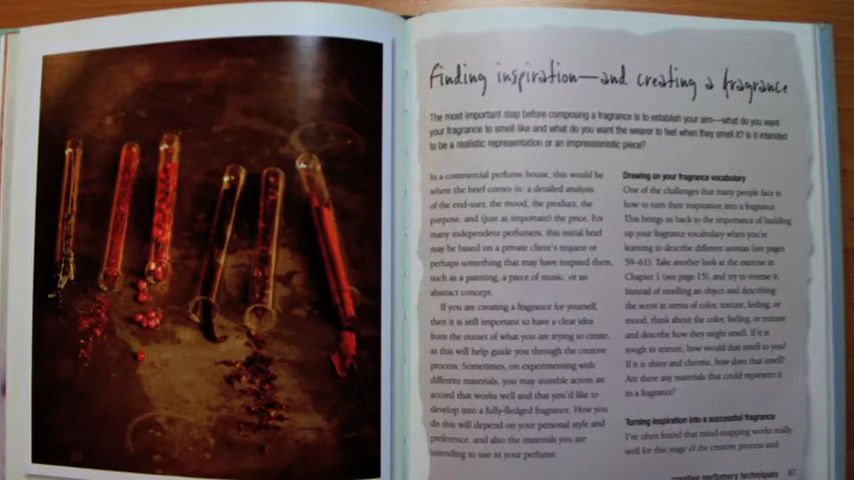 finding inspiration—and creating a fragrance
The most important step before composing a fragrance is to establish your aim—what do you want
your fragrance to smell like and what do you want the wearer to feel when they smell it? Is it intended
to be a realistic representation or an impressionistic piece?
In a commercial perfume house, this would be
where the brief comes in: a detailed analysis
of the end-user, the mood, the product, the
purpose, and (just as important) the price. For
many independent perfumers, this initial brief
may be based on a private client's request or
perhaps something that may have inspired them,
such as a painting, a piece of music, or an
abstract concept.
If you are creating a fragrance for yourself,
then it is still important to have a clear idea
from the outset of what you are trying to create,
as this will help guide you through the creative
process. Sometimes, on experimenting with
different materials, you may stumble across an
accord that works well and that you'd like to
develop into a fully-fledged fragrance. How you
do this will depend on your personal style and
preference, and also the materials you are
intending to use in your perfume.
Drawing on your fragrance vocabulary
One of the challenges that many people face is
how to turn their inspiration into a fragrance.
This brings us back to the importance of building
up your fragrance vocabulary when you're
learning to describe different aromas (see pages
59–61). Take another look at the exercise in
Chapter 1 (see page 15), and try to reverse it.
Instead of smelling an object and describing
the scent in terms of color, texture, feeling, or
mood, think about the color, feeling, or texture
and describe how they might smell. If it is
rough in texture, how would that smell to you?
If it is shiny and chrome, how does that smell?
Are there any materials that could represent it
in a fragrance?
Turning inspiration into a successful fragrance
I've often found that mind-mapping works really
well for this stage of the creative process and
creative perfumery techniques 87